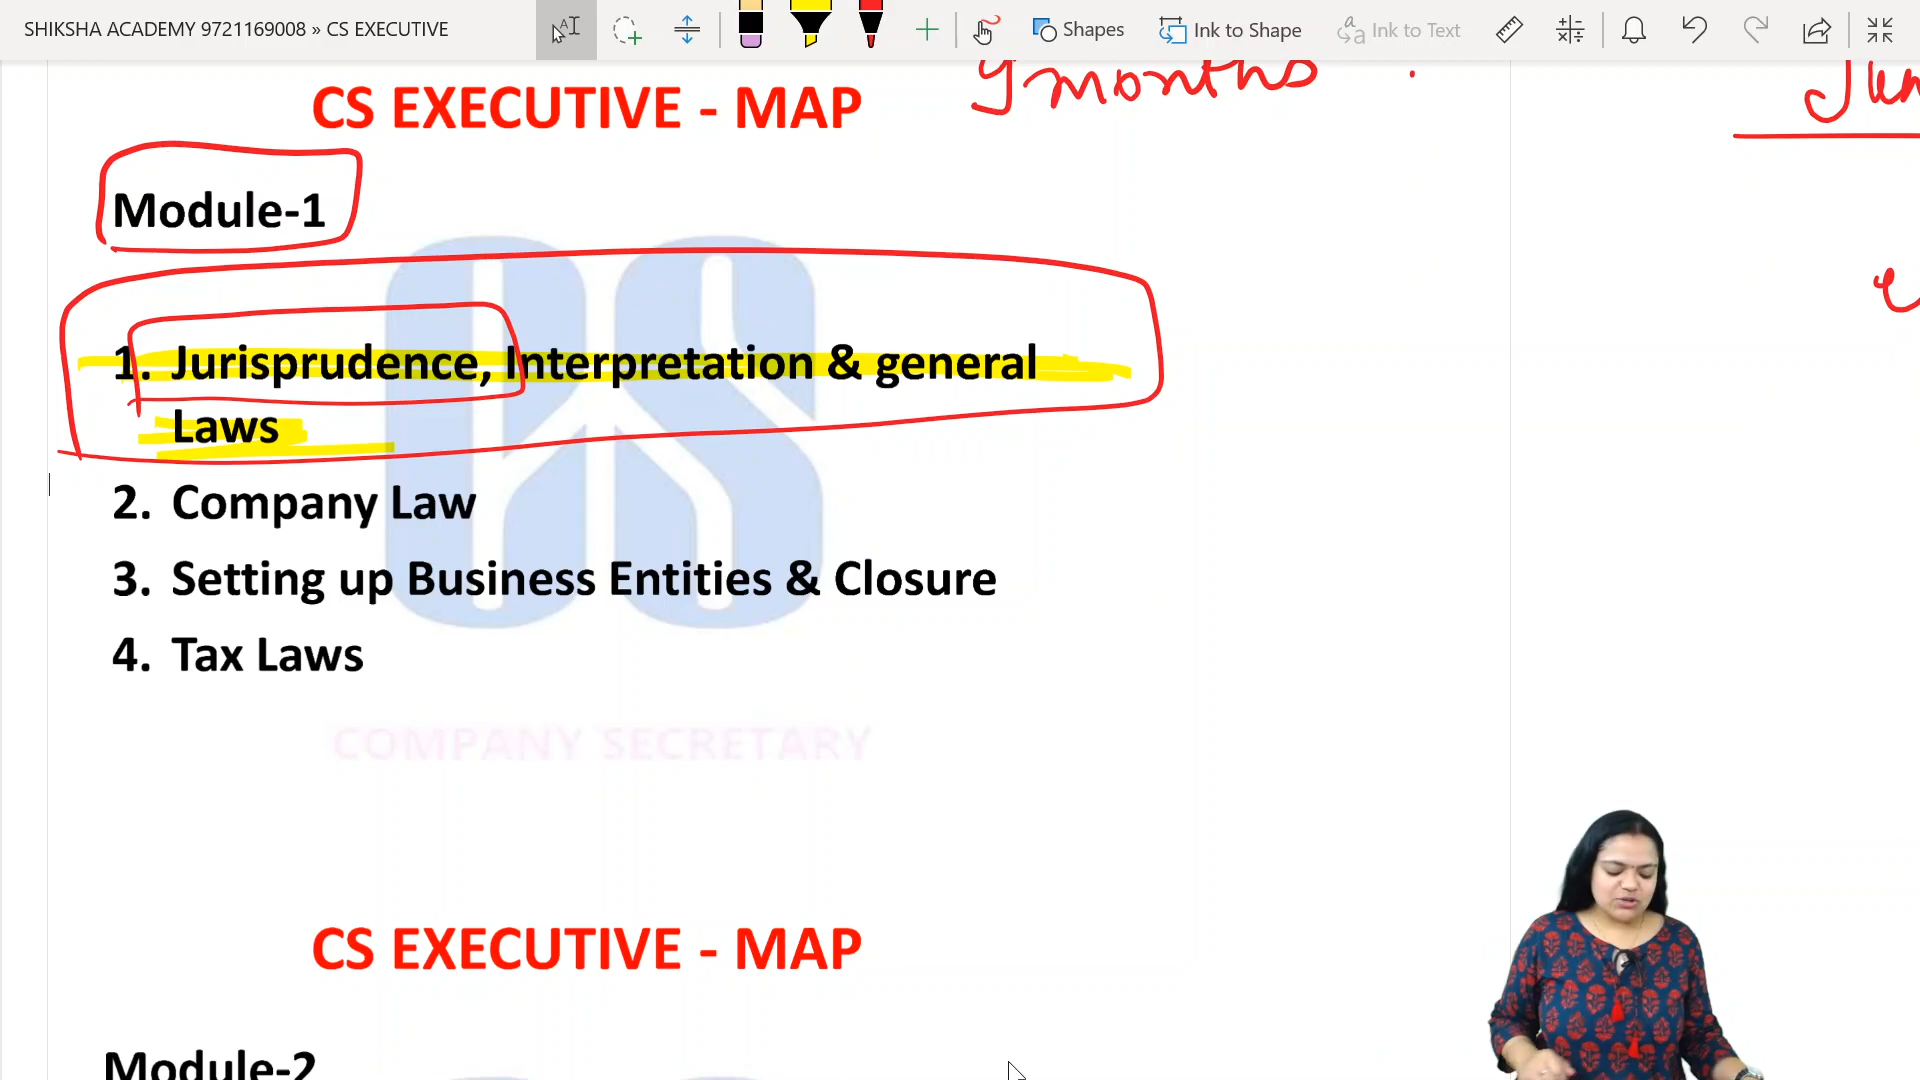 SHIKSHA ACADEMY 9721169008 » CS EXECUTIVE
Shapes
Ink to Shape
Ink to Text
CS EXECUTIVE - MAP
9 months
Module-1
1. Jurisprudence, Interpretation & general
Laws
2. Company Law
3. Setting up Business Entities & Closure
4. Tax Laws
CS
COMPANY SECRETARY
CS EXECUTIVE - MAP
Module-2